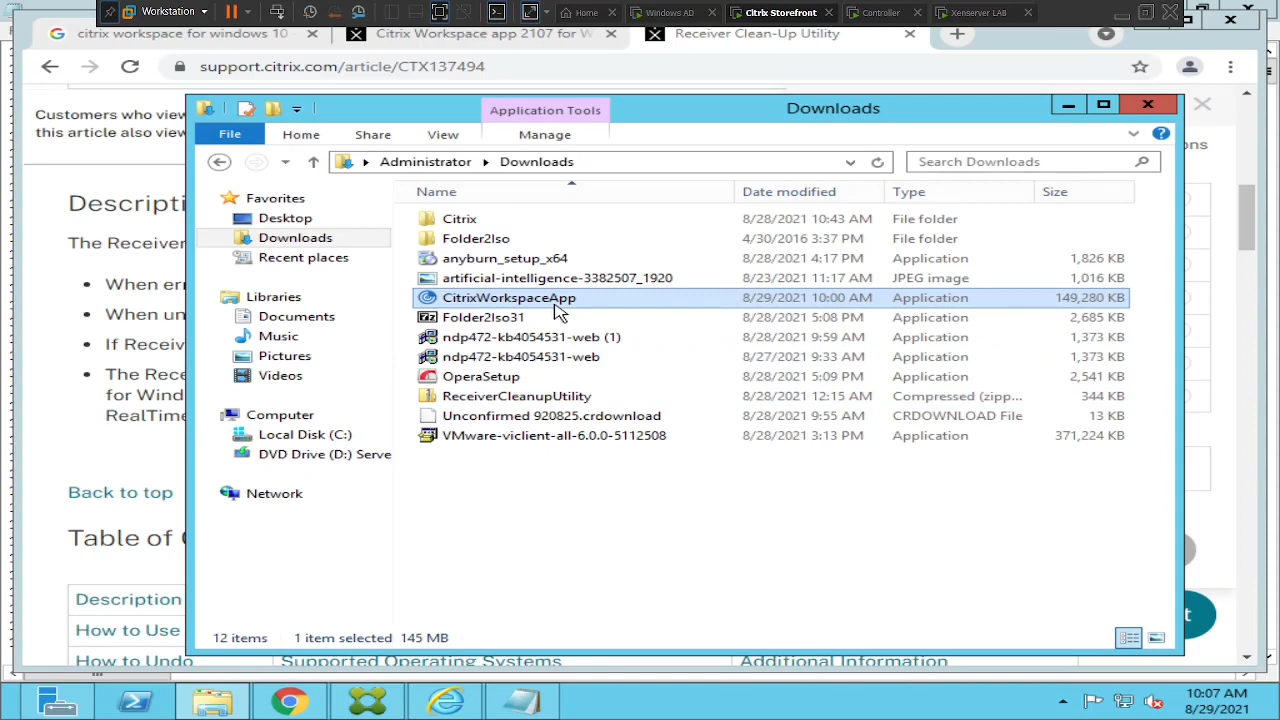 Workstation
Home
Windows AD
Citrix Storefront
Controller
Xenserver LAB
citrix workspace for windows 10
Citrix Workspace app 2107 for W
Receiver Clean-Up Utility
support.citrix.com/article/CTX137494
Customers who view
this article also view
Descripti
The Receiver
When err
When un
If Receiv
The Rece
for Wind
RealTime
Back to top
Table of C
Description
How to Use
How to Undo
Supported Operating Systems
Additional Information
ons
t
Application Tools
Downloads
File
Home
Share
View
Manage
Administrator
Downloads
Search Downloads
Name
Date modified
Type
Size
Favorites
Desktop
Downloads
Recent places
Libraries
Documents
Music
Pictures
Videos
Computer
Local Disk (C:)
DVD Drive (D:) Serve
Network
Citrix 8/28/2021 10:43 AM File folder
Folder2Iso 4/30/2016 3:37 PM File folder
anyburn_setup_x64 8/28/2021 4:17 PM Application 1,826 KB
artificial-intelligence-3382507_1920 8/23/2021 11:17 AM JPEG image 1,016 KB
CitrixWorkspaceApp 8/29/2021 10:00 AM Application 149,280 KB
Folder2Iso31 8/28/2021 5:08 PM Application 2,685 KB
ndp472-kb4054531-web (1) 8/28/2021 9:59 AM Application 1,373 KB
ndp472-kb4054531-web 8/27/2021 9:33 AM Application 1,373 KB
OperaSetup 8/28/2021 5:09 PM Application 2,541 KB
ReceiverCleanupUtility 8/28/2021 12:15 AM Compressed (zipp... 344 KB
Unconfirmed 920825.crdownload 8/28/2021 9:55 AM CRDOWNLOAD File 13 KB
VMware-viclient-all-6.0.0-5112508 8/28/2021 3:13 PM Application 371,224 KB
12 items
1 item selected 145 MB
10:07 AM
8/29/2021